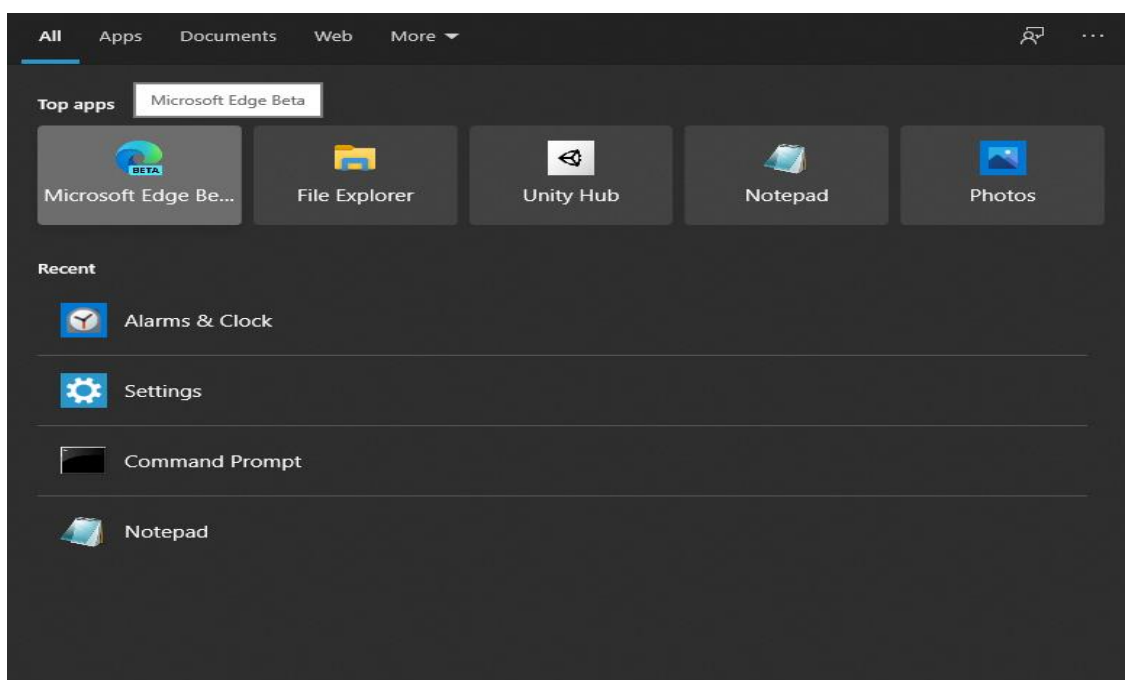 All Apps Documents Web More
Top apps Microsoft Edge Beta
BETA
Microsoft Edge Be... File Explorer Unity Hub Notepad Photos
Recent
Alarms & Clock
Settings
Command Prompt
Notepad